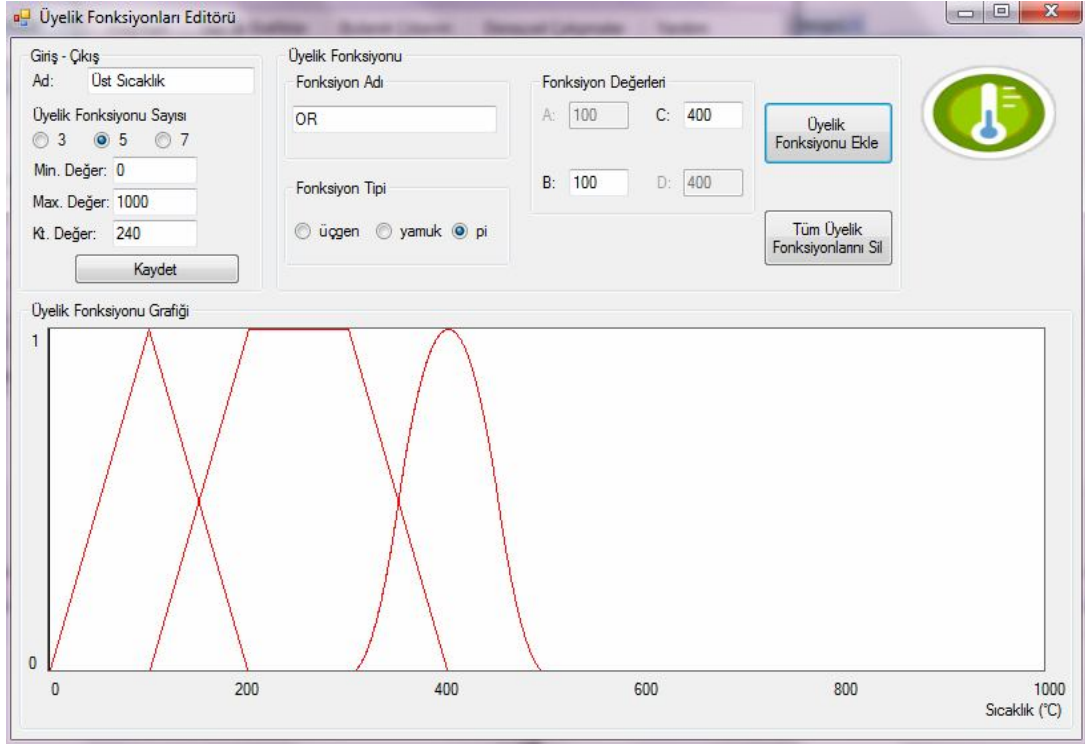 Üyelik Fonksiyonları Editörü
Giriş - Çıkış
Ad: Üst Sıcaklık
Üyelik Fonksiyonu Sayısı
3 5 7
Min. Değer: 0
Max. Değer: 1000
Kt. Değer: 240
Kaydet
Üyelik Fonksiyonu
Fonksiyon Adı
OR
Fonksiyon Tipi
üçgen yamuk pi
Fonksiyon Değerleri
A: 100 C: 400
B: 100 D: 400
Üyelik
Fonksiyonu Ekle
Tüm Üyelik
Fonksiyonlarını Sil
Üyelik Fonksiyonu Grafiği
1
0
0 200 400 600 800 1000
Sıcaklık (°C)